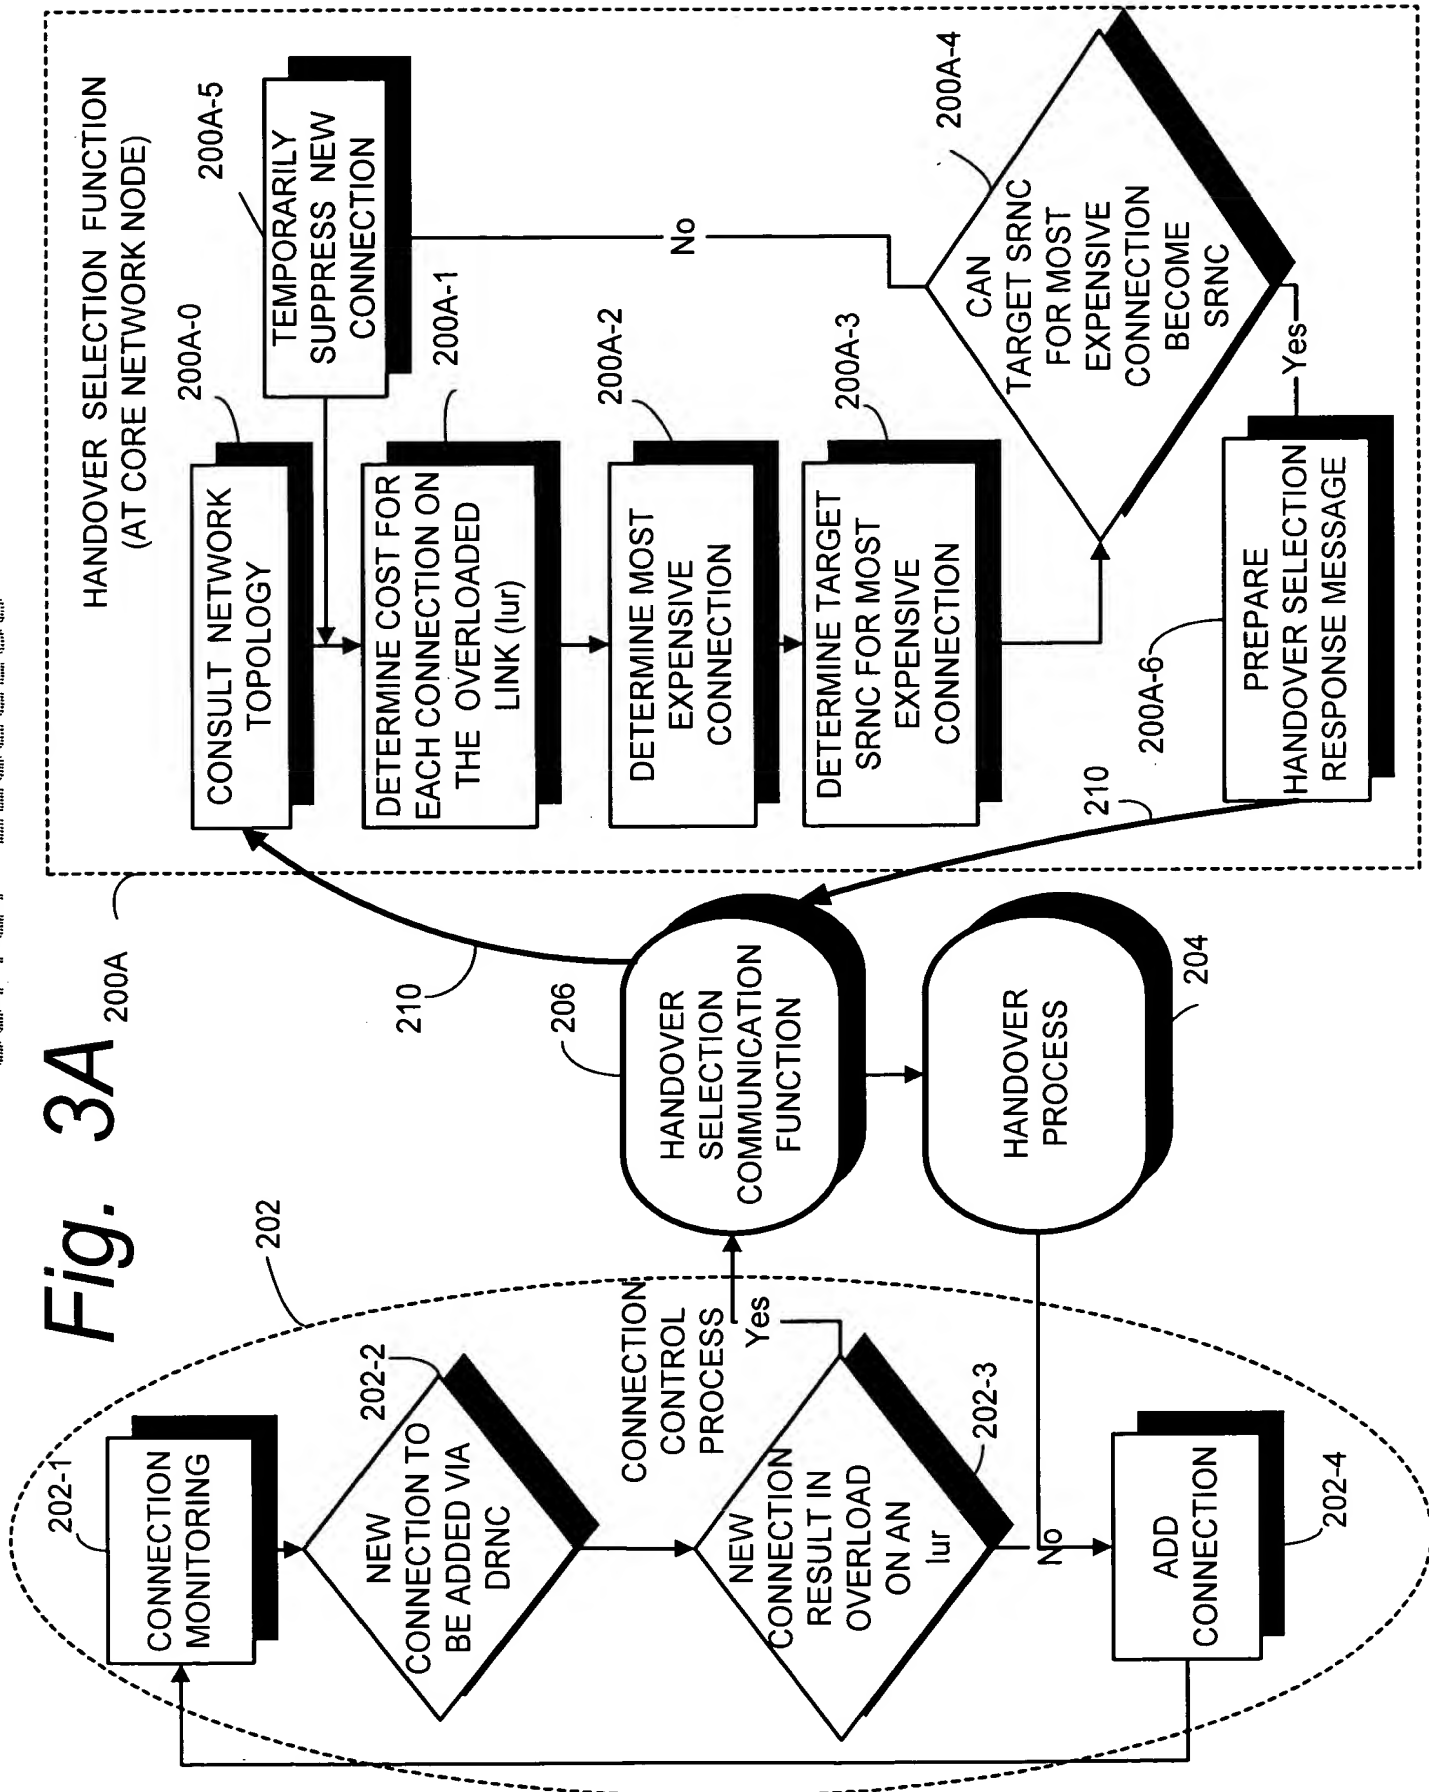 Fig. 3A
202
202-1
CONNECTION
MONITORING
202-2
NEW
CONNECTION TO
BE ADDED VIA
DRNC
CONNECTION
CONTROL
PROCESS
Yes
NEW
CONNECTION
RESULT IN
OVERLOAD
ON AN
Iur
202-3
No
ADD
CONNECTION
202-4
206
HANDOVER
SELECTION
COMMUNICATION
FUNCTION
HANDOVER
PROCESS
204
210
210
200A
HANDOVER SELECTION FUNCTION
(AT CORE NETWORK NODE)
200A-0
CONSULT NETWORK
TOPOLOGY
200A-5
TEMPORARILY
SUPPRESS NEW
CONNECTION
200A-1
DETERMINE COST FOR
EACH CONNECTION ON
THE OVERLOADED
LINK (Iur)
200A-2
DETERMINE MOST
EXPENSIVE
CONNECTION
200A-3
DETERMINE TARGET
SRNC FOR MOST
EXPENSIVE
CONNECTION
200A-4
CAN
TARGET SRNC
FOR MOST
EXPENSIVE
CONNECTION
BECOME
SRNC
No
Yes
200A-6
PREPARE
HANDOVER SELECTION
RESPONSE MESSAGE